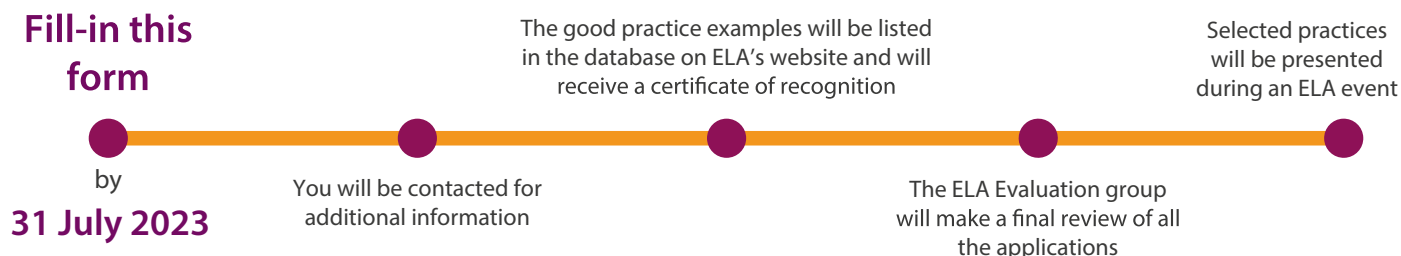 Fill-in this
form
by
31 July 2023
You will be contacted for
additional information
The good practice examples will be listed
in the database on ELA’s website and will
receive a certificate of recognition
The ELA Evaluation group
will make a final review of all
the applications
Selected practices
will be presented
during an ELA event